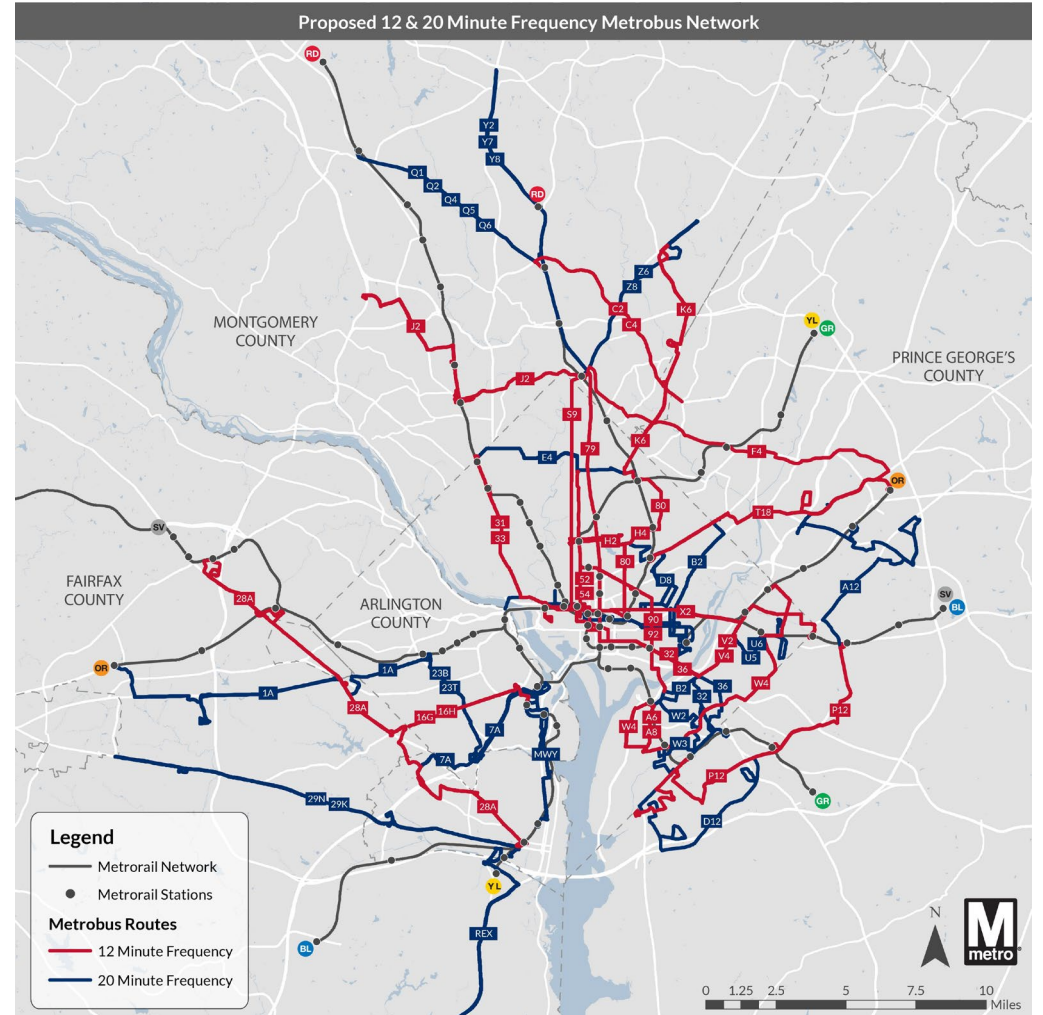 Proposed 12 & 20 Minute Frequency Metrobus Network
RD
Y2
Y7
Y8
Q1
Q2
Q4
Q5
Q6
RD
Z6
Z8
C2
C4
K6
J2
MONTGOMERY
COUNTY
YL
GR
PRINCE GEORGE'S
COUNTY
J2
S9
79
K6
F4
E4
OR
80
T18
31
33
H2
H4
80
B2
D8
SV
FAIRFAX
COUNTY
28A
ARLINGTON
COUNTY
52
54
X2
90
92
A12
SV
BL
V2
V4
U6
U5
32
36
OR
1A
1A
23B
23T
28A
16G
16H
7A
7A
B2
32
36
W4
W2
W4
A6
A8
W3
P12
P12
GR
D12
MWY
29N
29K
28A
YL
REX
BL
Legend
Metrorail Network
Metrorail Stations
Metrobus Routes
12 Minute Frequency
20 Minute Frequency
N
M
metro
0 1.25 2.5 5 7.5 10
Miles